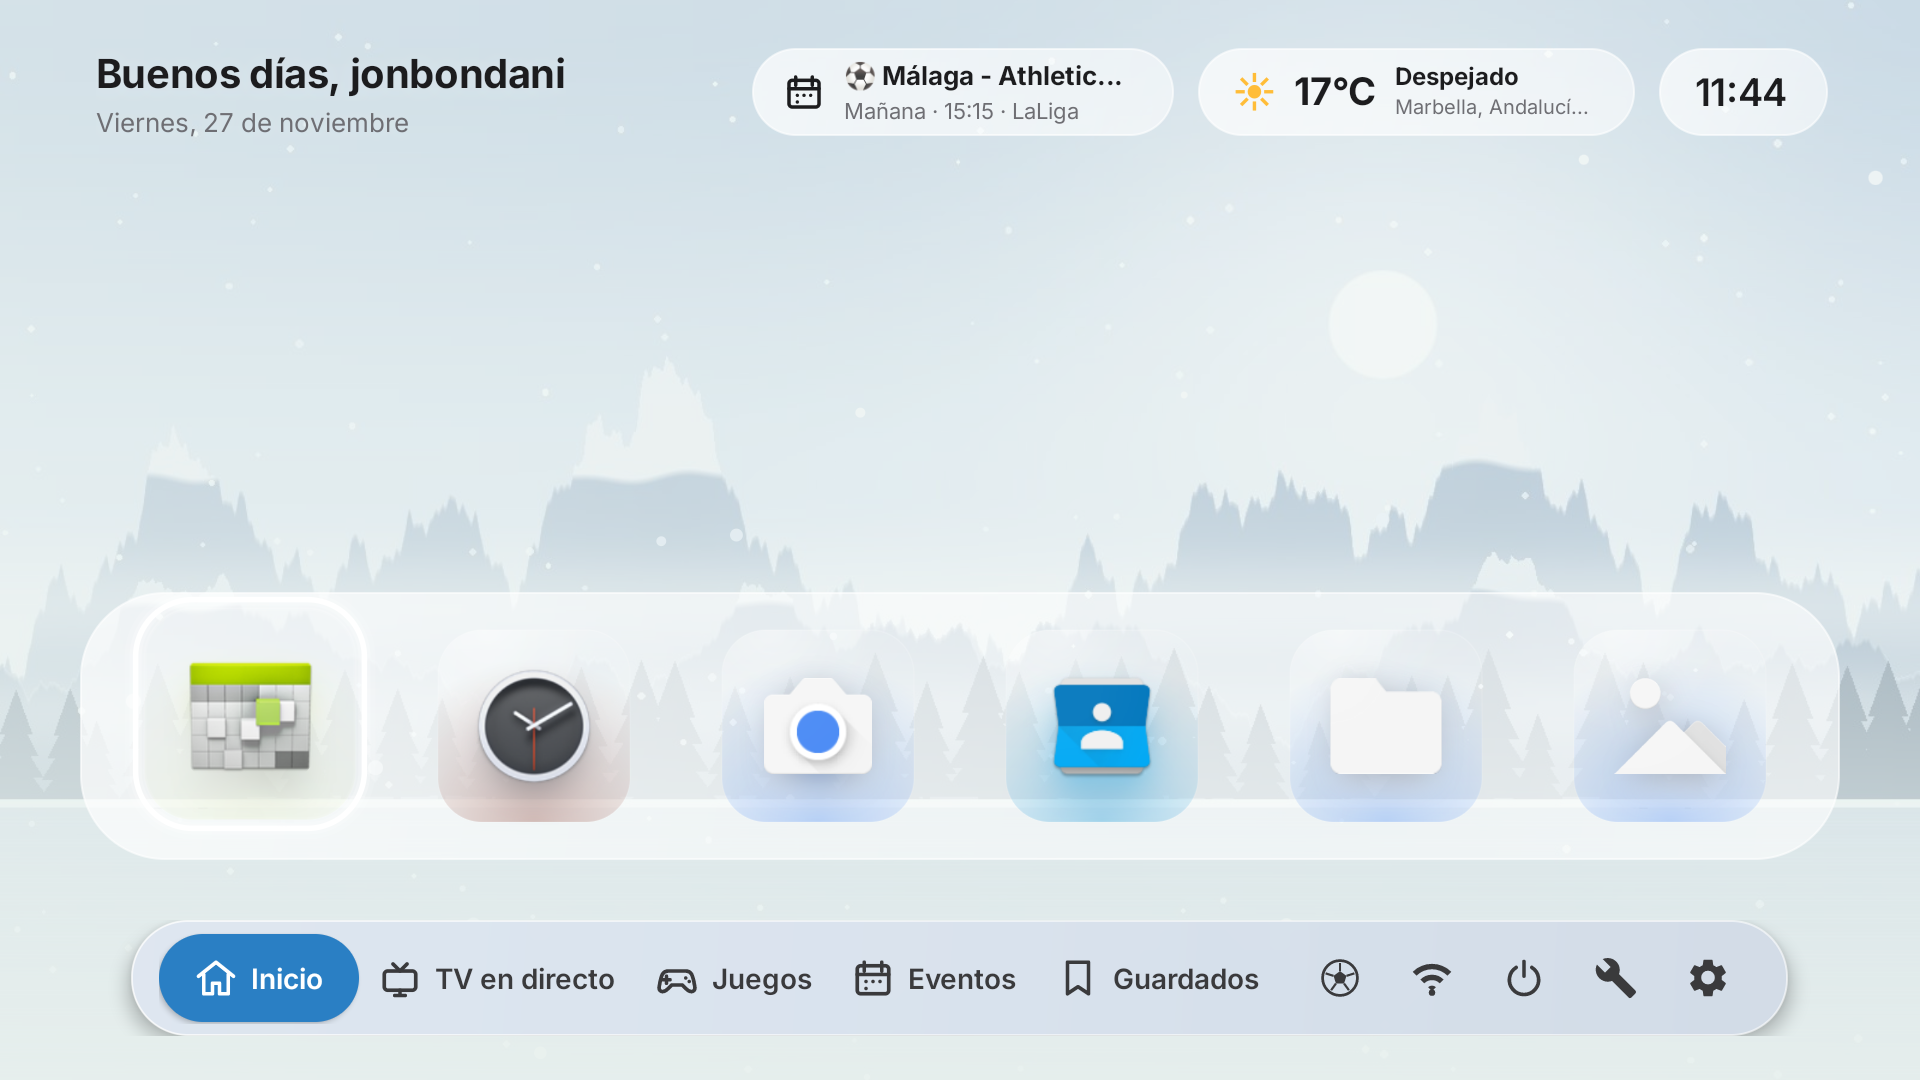 Buenos días, jonbondani
Viernes, 27 de noviembre
⚽ Málaga - Athletic...
Mañana · 15:15 · LaLiga
17°C
Despejado
Marbella, Andalucí...
11:44
Inicio
TV en directo
Juegos
Eventos
Guardados